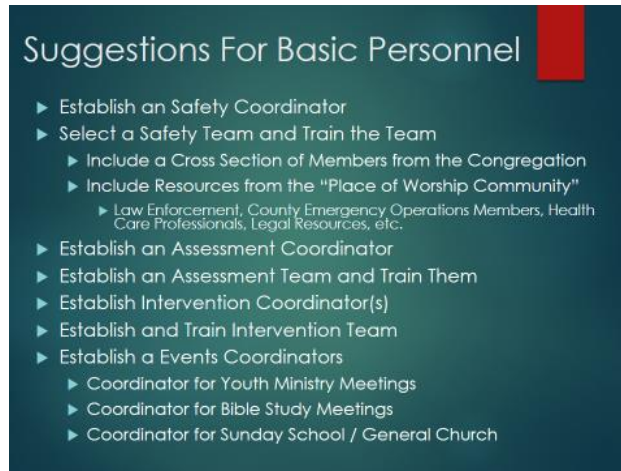 Suggestions For Basic Personnel
Establish an Safety Coordinator
Select a Safety Team and Train the Team
Include a Cross Section of Members from the Congregation
Include Resources from the “Place of Worship Community”
Law Enforcement, County Emergency Operations Members, Health
Care Professionals, Legal Resources, etc.
Establish an Assessment Coordinator
Establish an Assessment Team and Train Them
Establish Intervention Coordinator(s)
Establish and Train Intervention Team
Establish a Events Coordinators
Coordinator for Youth Ministry Meetings
Coordinator for Bible Study Meetings
Coordinator for Sunday School / General Church